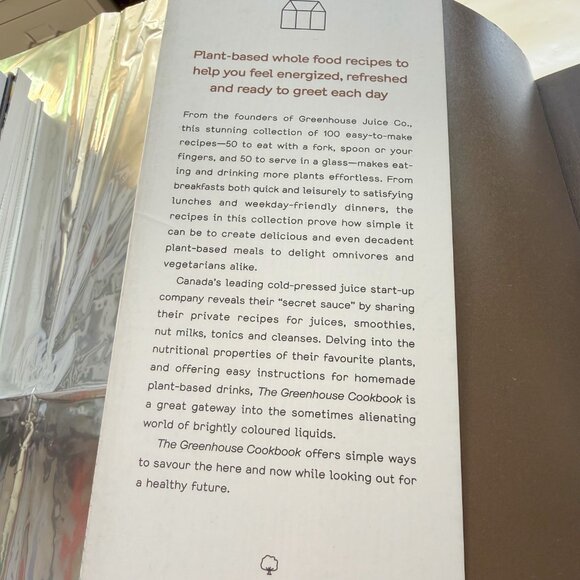 Plant-based whole food recipes to
help you feel energized, refreshed
and ready to greet each day
From the founders of Greenhouse Juice Co.,
this stunning collection of 100 easy-to-make
recipes—50 to eat with a fork, spoon or your
fingers, and 50 to serve in a glass—makes eat-
ing and drinking more plants effortless. From
breakfasts both quick and leisurely to satisfying
lunches and weekday-friendly dinners, the
recipes in this collection prove how simple it
can be to create delicious and even decadent
plant-based meals to delight omnivores and
vegetarians alike.
Canada's leading cold-pressed juice start-up
company reveals their “secret sauce” by sharing
their private recipes for juices, smoothies,
nut milks, tonics and cleanses. Delving into the
nutritional properties of their favourite plants,
and offering easy instructions for homemade
plant-based drinks, The Greenhouse Cookbook is
a great gateway into the sometimes alienating
world of brightly coloured liquids.
The Greenhouse Cookbook offers simple ways
to savour the here and now while looking out for
a healthy future.